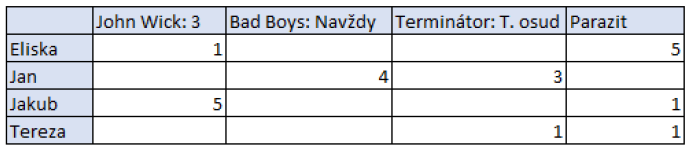 John Wick: 3 Bad Boys: Navždy Terminátor: T. osud Parazit
Eliska 1 5
Jan 4 3
Jakub 5 1
Tereza 1 1